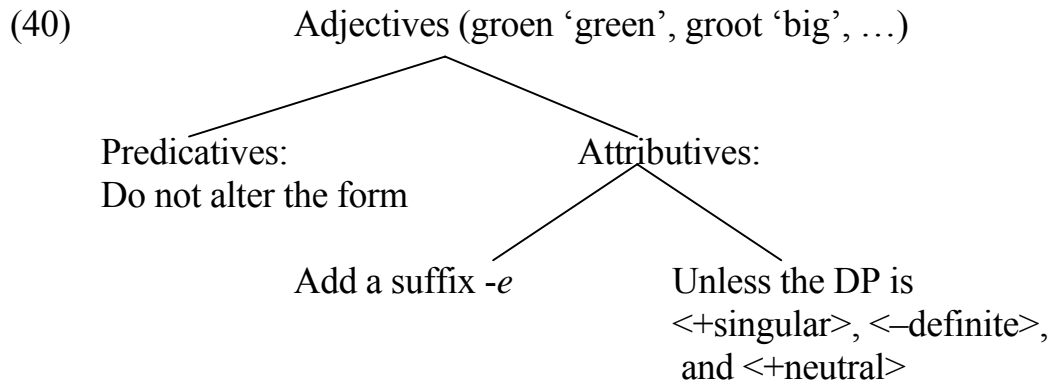 (40) Adjectives (groen ‘green’, groot ‘big’, …)
Predicatives: Attributives:
Do not alter the form
Add a suffix -e Unless the DP is
<+singular>, <–definite>,
and <+neutral>